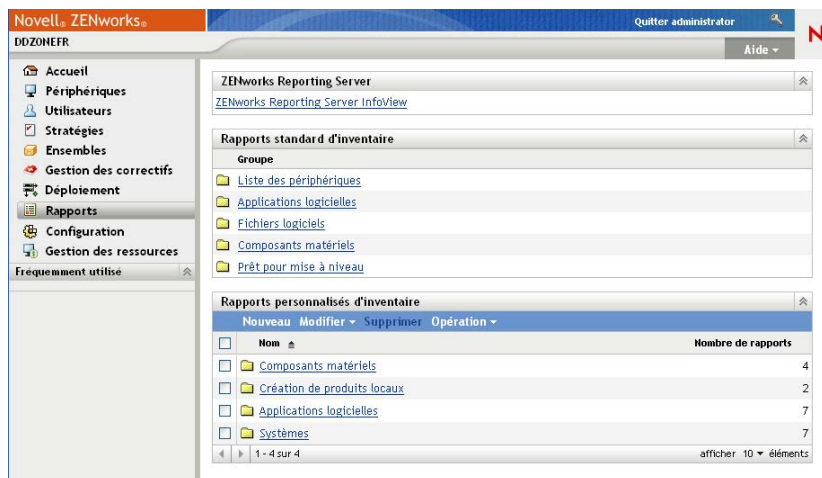 Novell® ZENworks®
Quitter administrator
DDZONEFR
Aide
N
Accueil
Périphériques
Utilisateurs
Stratégies
Ensembles
Gestion des correctifs
Déploiement
Rapports
Configuration
Gestion des ressources
Fréquemment utilisé
ZENworks Reporting Server
ZENworks Reporting Server InfoView
Rapports standard d'inventaire
Groupe
Liste des périphériques
Applications logicielles
Fichiers logiciels
Composants matériels
Prêt pour mise à niveau
Rapports personnalisés d'inventaire
Nouveau Modifier Supprimer Opération
Nom Nombre de rapports
Composants matériels 4
Création de produits locaux 2
Applications logicielles 7
Systèmes 7
1 - 4 sur 4 afficher 10 éléments